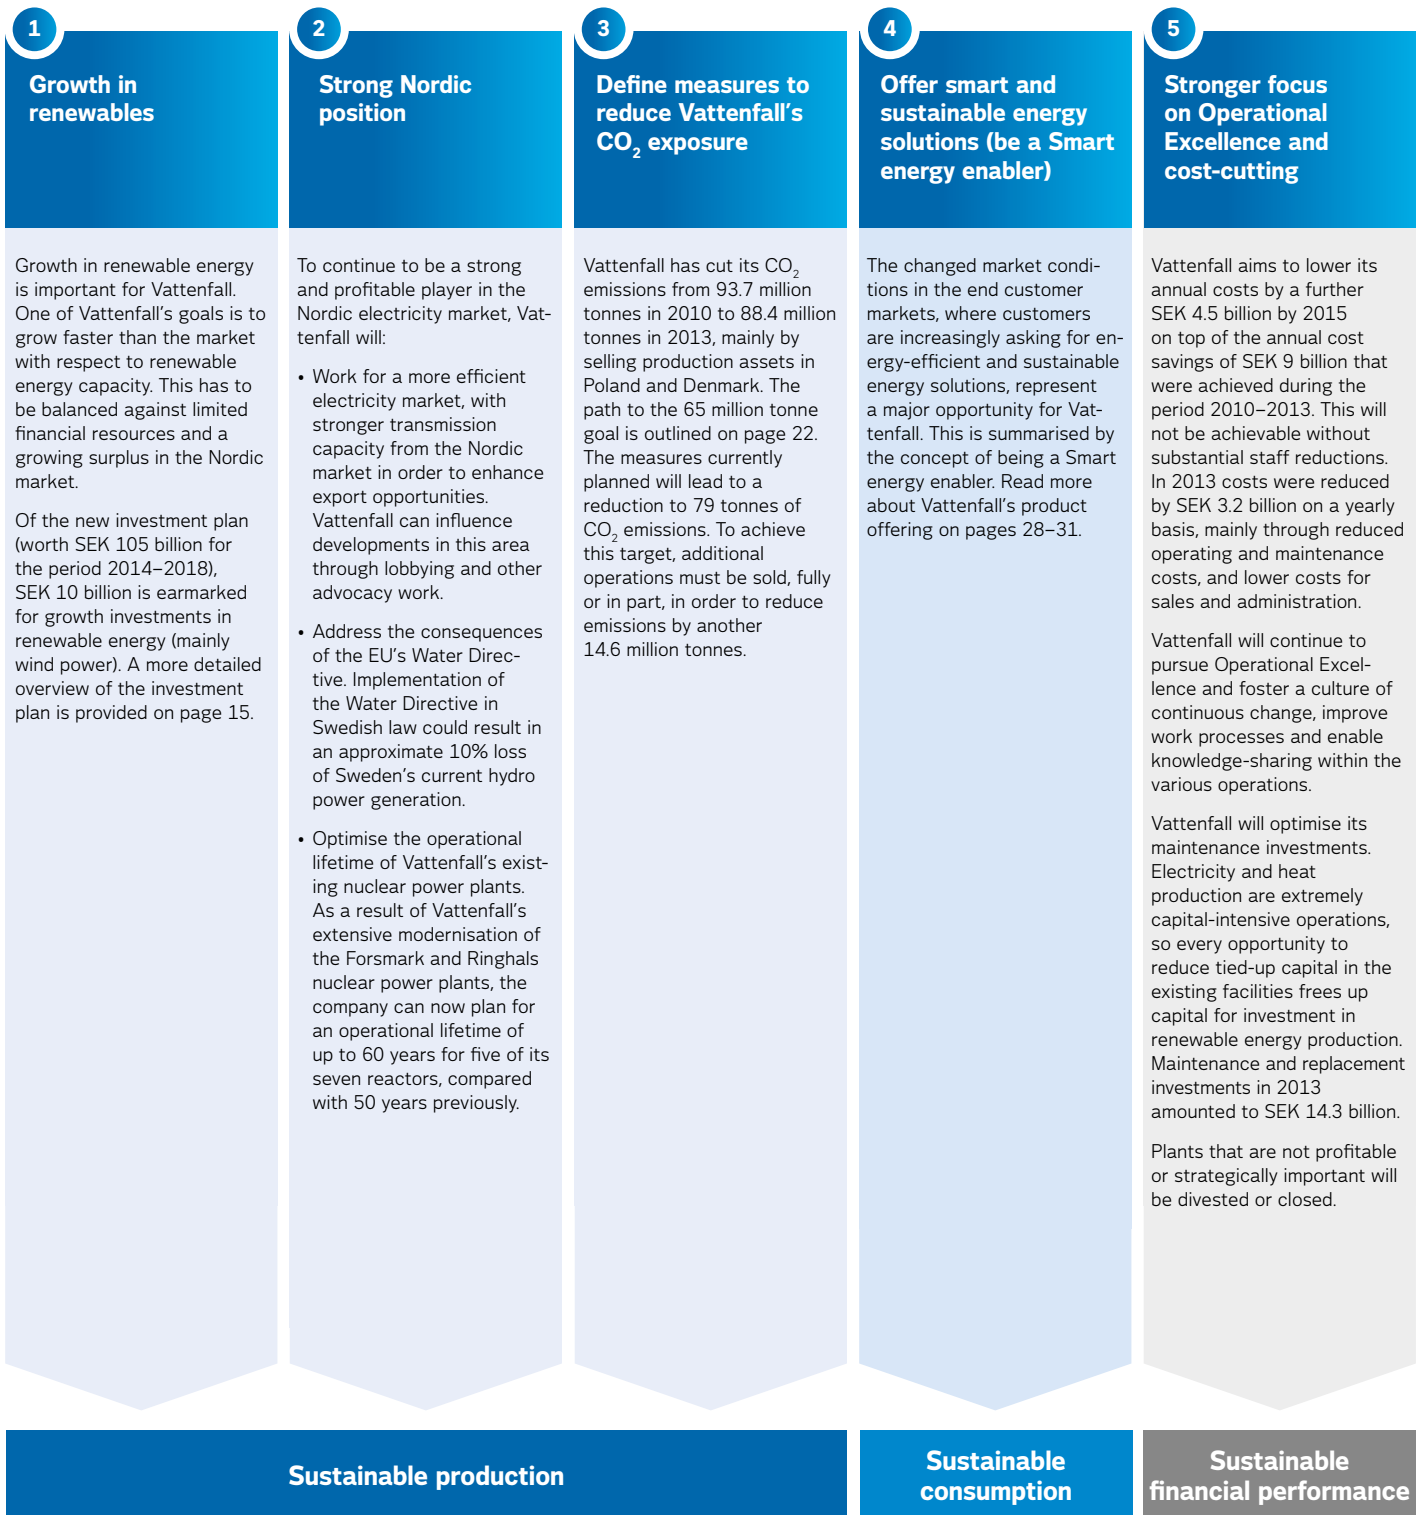 1
Growth in
renewables
Growth in renewable energy
is important for Vattenfall.
One of Vattenfall's goals is to
grow faster than the market
with respect to renewable
energy capacity. This has to
be balanced against limited
financial resources and a
growing surplus in the Nordic
market.
Of the new investment plan
(worth SEK 105 billion for
the period 2014–2018),
SEK 10 billion is earmarked
for growth investments in
renewable energy (mainly
wind power). A more detailed
overview of the investment
plan is provided on page 15.
2
Strong Nordic
position
To continue to be a strong
and profitable player in the
Nordic electricity market, Vat-
tenfall will:
• Work for a more efficient
electricity market, with
stronger transmission
capacity from the Nordic
market in order to enhance
export opportunities.
Vattenfall can influence
developments in this area
through lobbying and other
advocacy work.
• Address the consequences
of the EU's Water Direc-
tive. Implementation of
the Water Directive in
Swedish law could result in
an approximate 10% loss
of Sweden's current hydro
power generation.
• Optimise the operational
lifetime of Vattenfall's exist-
ing nuclear power plants.
As a result of Vattenfall's
extensive modernisation of
the Forsmark and Ringhals
nuclear power plants, the
company can now plan for
an operational lifetime of
up to 60 years for five of its
seven reactors, compared
with 50 years previously.
3
Define measures to
reduce Vattenfall's
CO2 exposure
Vattenfall has cut its CO2
emissions from 93.7 million
tonnes in 2010 to 88.4 million
tonnes in 2013, mainly by
selling production assets in
Poland and Denmark. The
path to the 65 million tonne
goal is outlined on page 22.
The measures currently
planned will lead to a
reduction to 79 tonnes of
CO2 emissions. To achieve
this target, additional
operations must be sold, fully
or in part, in order to reduce
emissions by another
14.6 million tonnes.
Sustainable production
4
Offer smart and
sustainable energy
solutions (be a Smart
energy enabler)
The changed market condi-
tions in the end customer
markets, where customers
are increasingly asking for en-
ergy-efficient and sustainable
energy solutions, represent
a major opportunity for Vat-
tenfall. This is summarised by
the concept of being a Smart
energy enabler. Read more
about Vattenfall's product
offering on pages 28–31.
Sustainable
consumption
5
Stronger focus
on Operational
Excellence and
cost-cutting
Vattenfall aims to lower its
annual costs by a further
SEK 4.5 billion by 2015
on top of the annual cost
savings of SEK 9 billion that
were achieved during the
period 2010–2013. This will
not be achievable without
substantial staff reductions.
In 2013 costs were reduced
by SEK 3.2 billion on a yearly
basis, mainly through reduced
operating and maintenance
costs, and lower costs for
sales and administration.
Vattenfall will continue to
pursue Operational Excel-
lence and foster a culture of
continuous change, improve
work processes and enable
knowledge-sharing within the
various operations.
Vattenfall will optimise its
maintenance investments.
Electricity and heat
production are extremely
capital-intensive operations,
so every opportunity to
reduce tied-up capital in the
existing facilities frees up
capital for investment in
renewable energy production.
Maintenance and replacement
investments in 2013
amounted to SEK 14.3 billion.
Plants that are not profitable
or strategically important will
be divested or closed.
Sustainable
financial performance